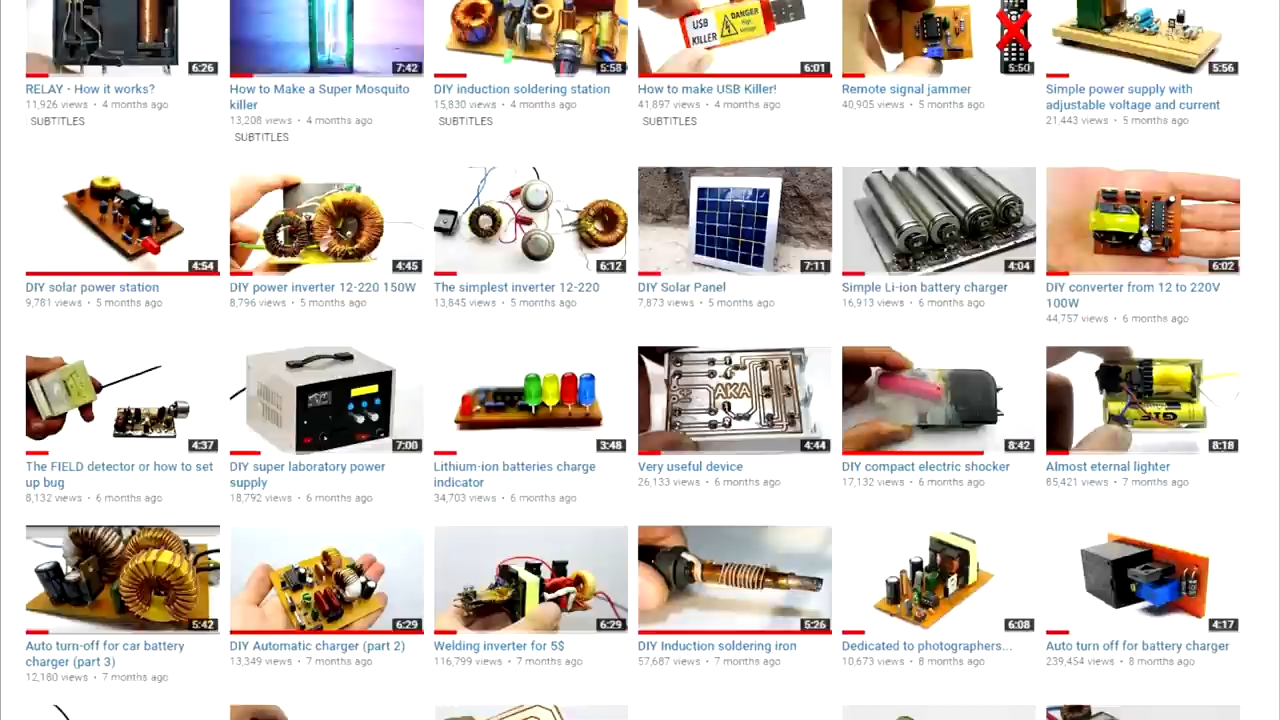 6:26
7:42
5:58
USB
KILLER
DANGER
High
Voltage
6:01
5:50
5:56
RELAY - How it works?
11,926 views • 4 months ago
SUBTITLES
How to Make a Super Mosquito
killer
13,208 views • 4 months ago
SUBTITLES
DIY induction soldering station
15,830 views • 4 months ago
SUBTITLES
How to make USB Killer!
41,897 views • 4 months ago
SUBTITLES
Remote signal jammer
40,905 views • 5 months ago
Simple power supply with
adjustable voltage and current
21,443 views • 5 months ago
4:54
4:45
6:12
7:11
4:04
6:02
DIY solar power station
9,781 views • 5 months ago
DIY power inverter 12-220 150W
8,796 views • 5 months ago
The simplest inverter 12-220
13,845 views • 5 months ago
DIY Solar Panel
7,873 views • 5 months ago
Simple Li-ion battery charger
16,913 views • 6 months ago
DIY converter from 12 to 220V
100W
44,757 views • 6 months ago
4:37
7:00
3:48
AKA
4:44
8:42
8:18
The FIELD detector or how to set
up bug
8,132 views • 6 months ago
DIY super laboratory power
supply
18,792 views • 6 months ago
Lithium-ion batteries charge
indicator
34,703 views • 6 months ago
Very useful device
26,133 views • 6 months ago
DIY compact electric shocker
17,132 views • 6 months ago
Almost eternal lighter
85,421 views • 7 months ago
5:42
6:29
6:29
5:26
6:08
4:17
Auto turn-off for car battery
charger (part 3)
12,180 views • 7 months ago
DIY Automatic charger (part 2)
13,349 views • 7 months ago
Welding inverter for 5$
116,799 views • 7 months ago
DIY Induction soldering iron
57,687 views • 7 months ago
Dedicated to photographers...
10,673 views • 8 months ago
Auto turn off for battery charger
239,454 views • 8 months ago